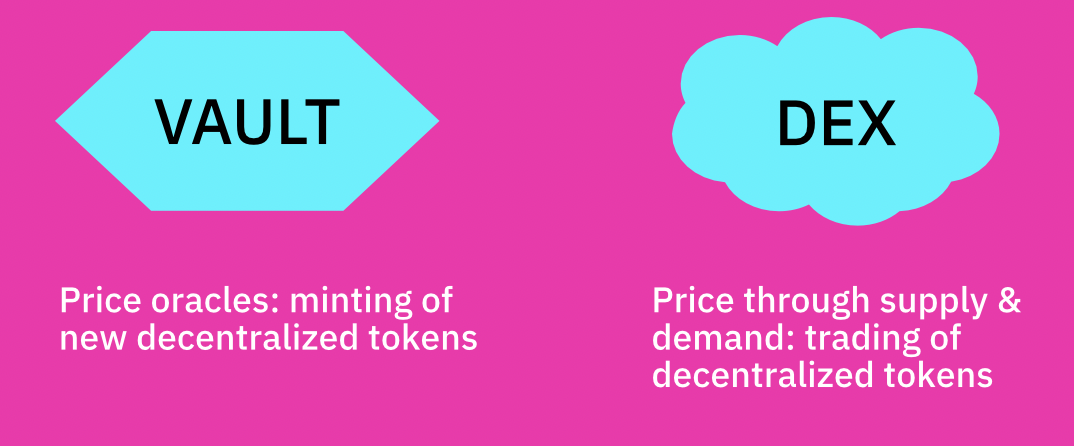 VAULT
DEX
Price oracles: minting of
new decentralized tokens
Price through supply &
demand: trading of
decentralized tokens